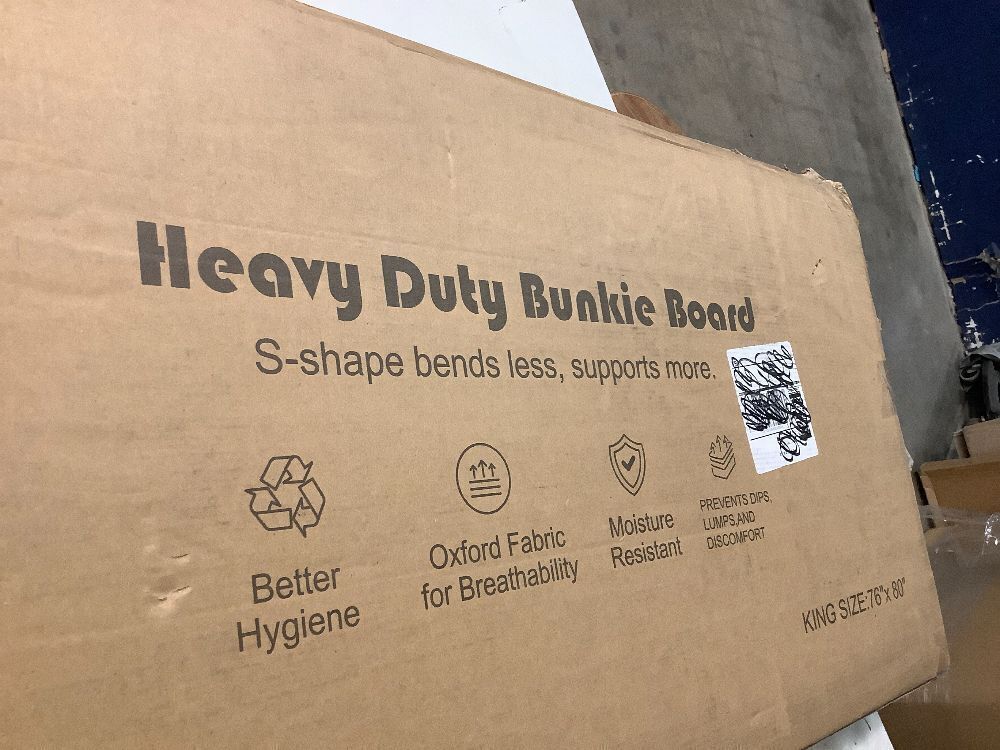 Heavy Duty Bunkie Board
S-shape bends less, supports more.
Better
Hygiene
Oxford Fabric
for Breathability
Moisture
Resistant
PREVENTS DIPS,
LUMPS,AND
DISCOMFORT
KING SIZE:76"x 80"